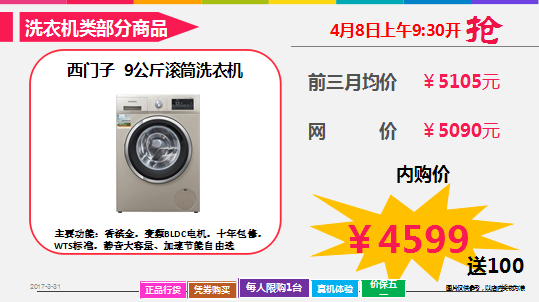 洗衣机类部分商品
4月8日上午9:30开 抢
西门子 9公斤滚筒洗衣机
前三月均价 ¥5105元
网 价 ¥5090元
内购价
¥4599
送100
主要功能：香槟金。变频BLDC电机。十年包修。
WTS标准。静音大容量、加速节能自由选
2017-3-31
正品行货 凭券购买 每人限购1台 真机体验 价保五一